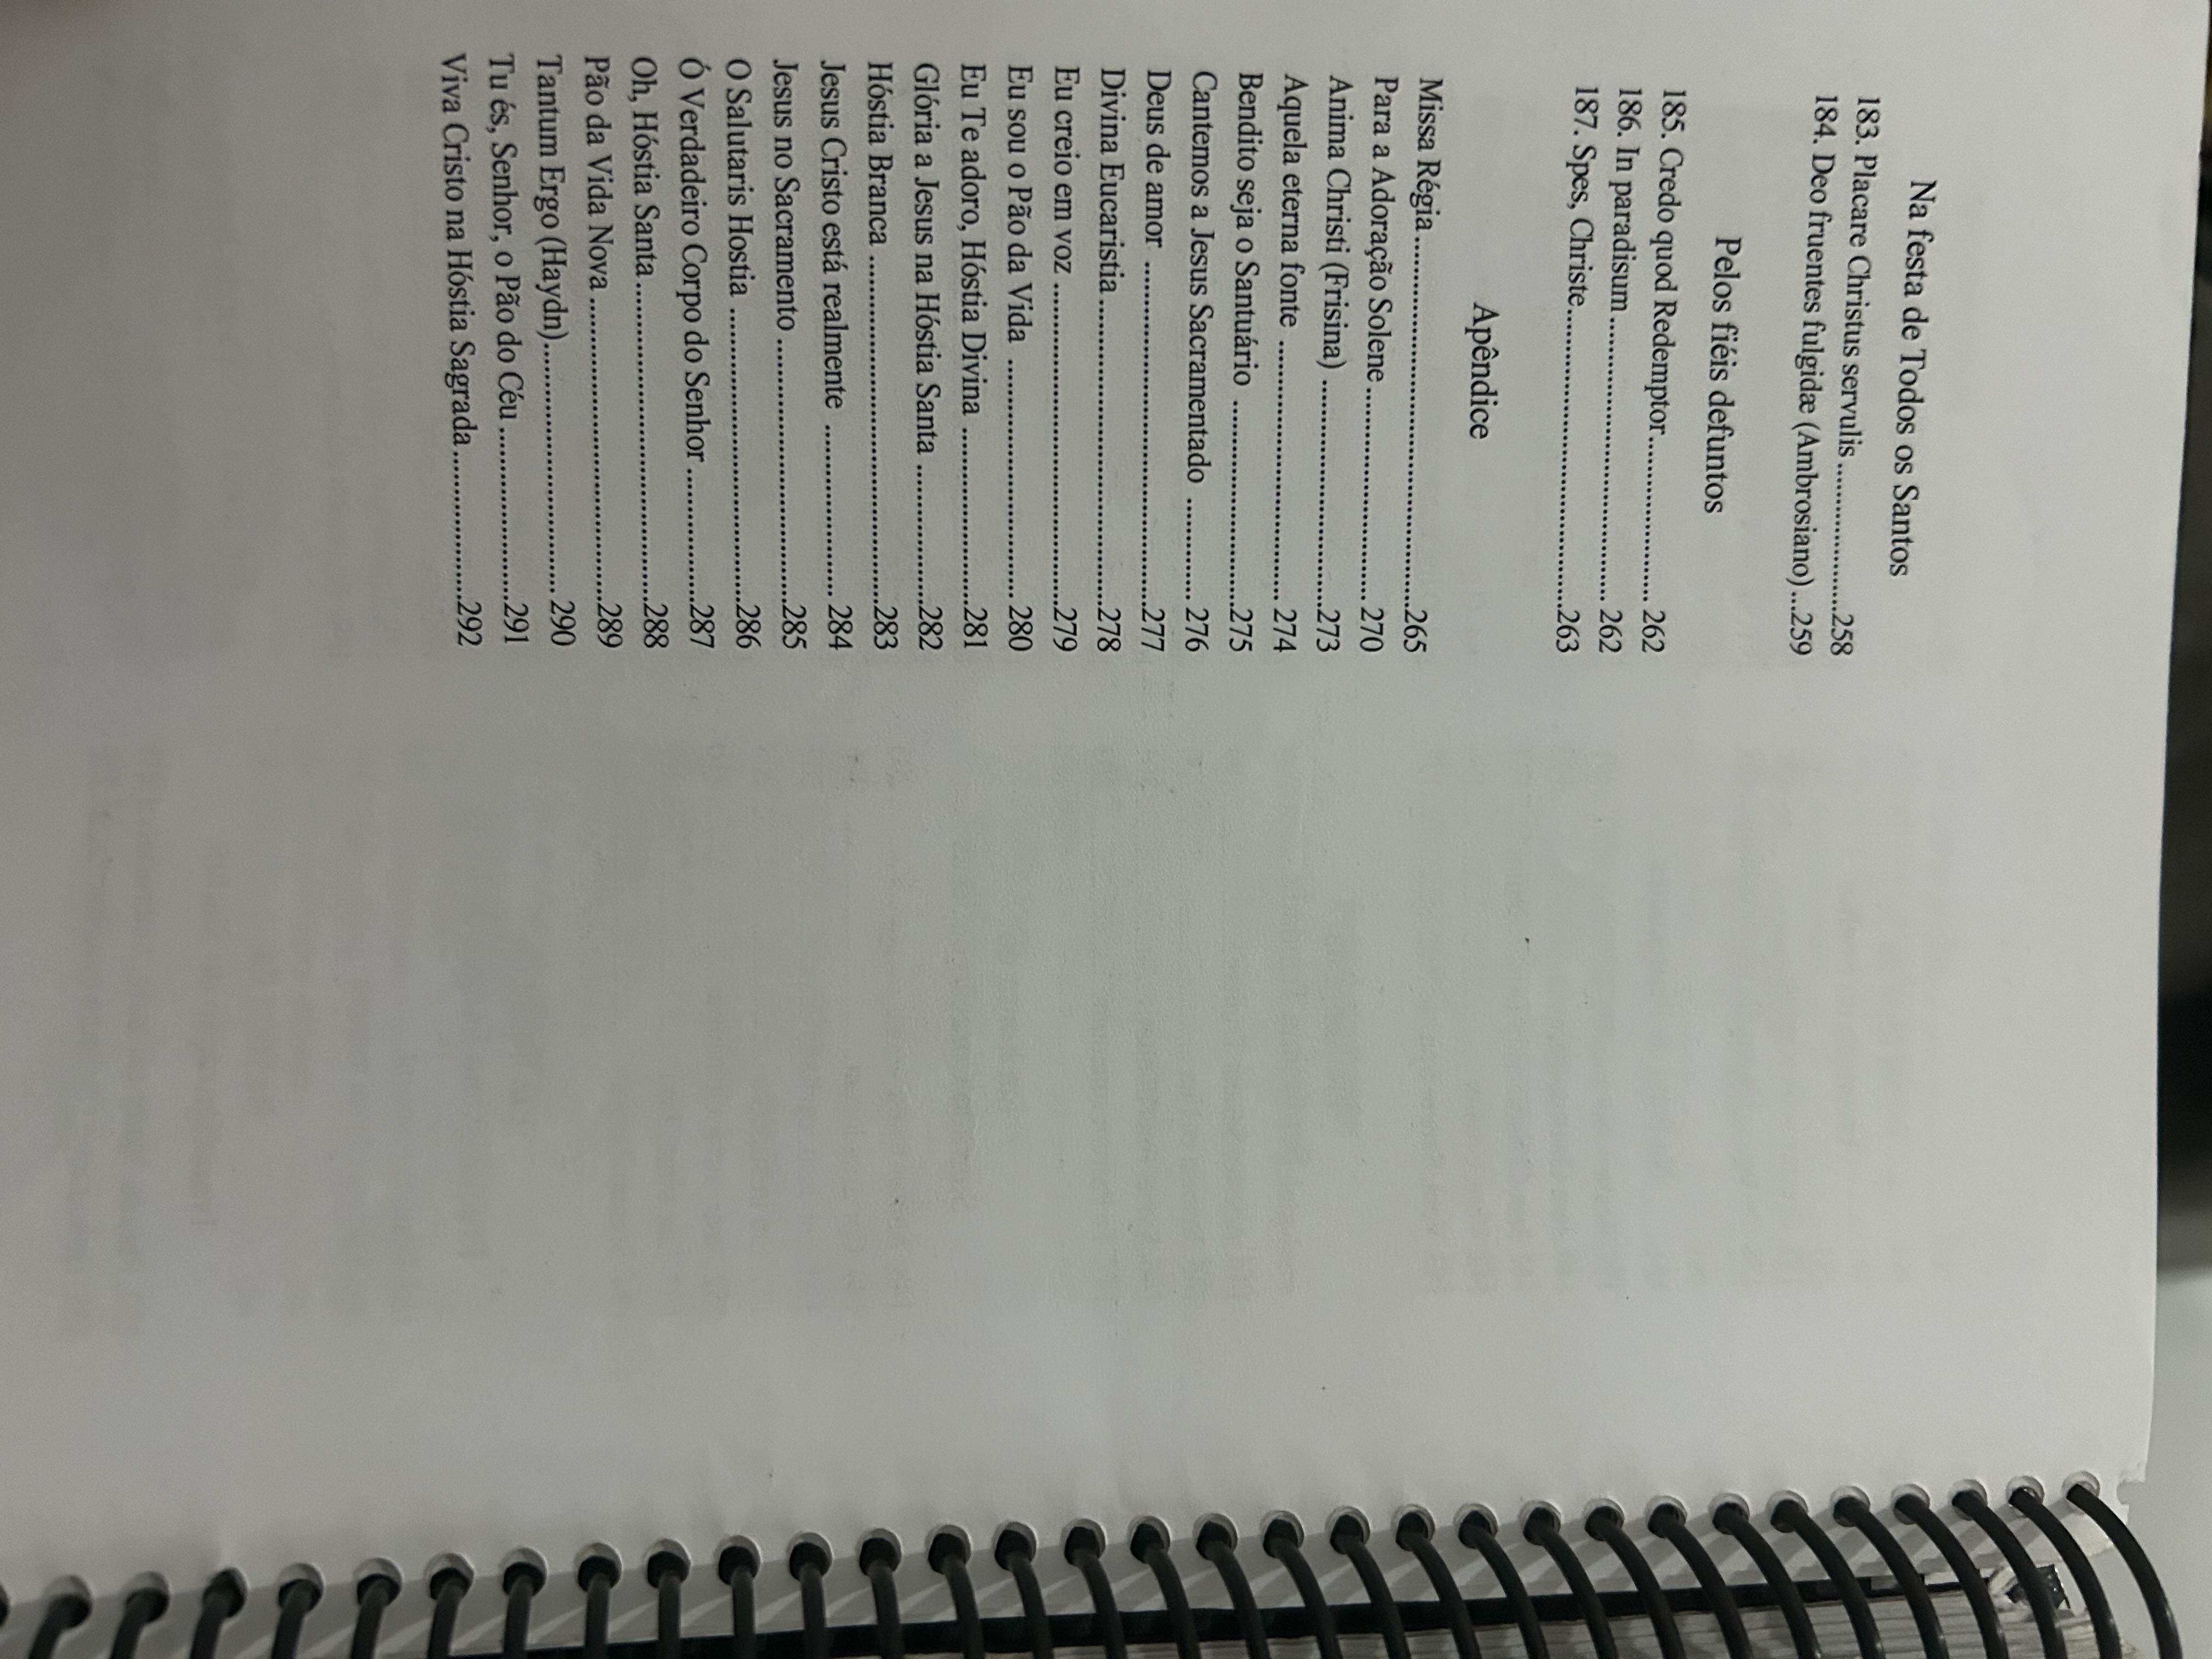 Na festa de Todos os Santos
183. Placare Christus servulis ........................258
184. Deo fruentes fulgidæ (Ambrosiano) ...259
Pelos fiéis defuntos
185. Credo quod Redemptor......................... 262
186. In paradisum .......................................... 262
187. Spes, Christe............................................263
Apêndice
Missa Régia ......................................................265
Para a Adoração Solene ................................ 270
Anima Christi (Frisina) ..................................273
Aquela eterna fonte ....................................... 274
Bendito seja o Santuário ................................275
Cantemos a Jesus Sacramentado ............... 276
Deus de amor ..................................................277
Divina Eucaristia..............................................278
Eu creio em voz ................................................279
Eu sou o Pão da Vida ..................................... 280
Eu Te adoro, Hóstia Divina ...........................281
Glória a Jesus na Hóstia Santa .....................282
Hóstia Branca ...................................................283
Jesus Cristo está realmente .......................... 284
Jesus no Sacramento ......................................285
O Salutaris Hostia ...........................................286
Ó Verdadeiro Corpo do Senhor...................287
Oh, Hóstia Santa..............................................288
Pão da Vida Nova .............................................289
Tantum Ergo (Haydn)..................................... 290
Tu és, Senhor, o Pão do Céu ..........................291
Viva Cristo na Hóstia Sagrada......................292